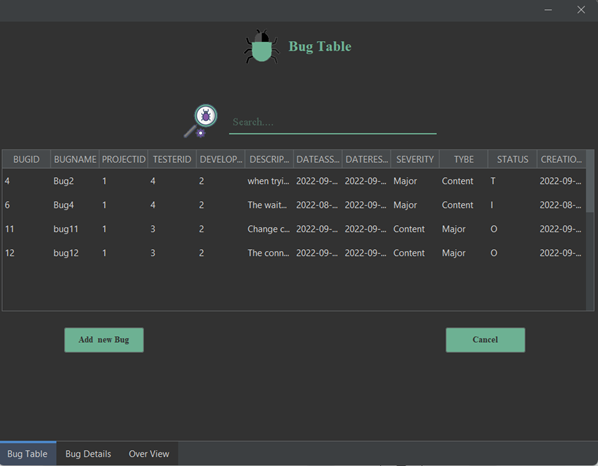 Bug Table
Search....
BUGID BUGNAME PROJECTID TESTERID DEVELOP... DESCRIP... DATEASS... DATERES... SEVERITY TYBE STATUS CREATIO...
4 Bug2 1 4 2 when tryi... 2022-09-... 2022-09-... Major Content T 2022-09-...
6 Bug4 1 4 2 The wait... 2022-08-... 2022-09-... Major Content I 2022-08-...
11 bug11 1 3 2 Change c... 2022-09-... 2022-09-... Content Major O 2022-09-...
12 bug12 1 3 2 The conn... 2022-09-... 2022-09-... Content Major O 2022-09-...
Add new Bug Cancel
Bug Table Bug Details Over View